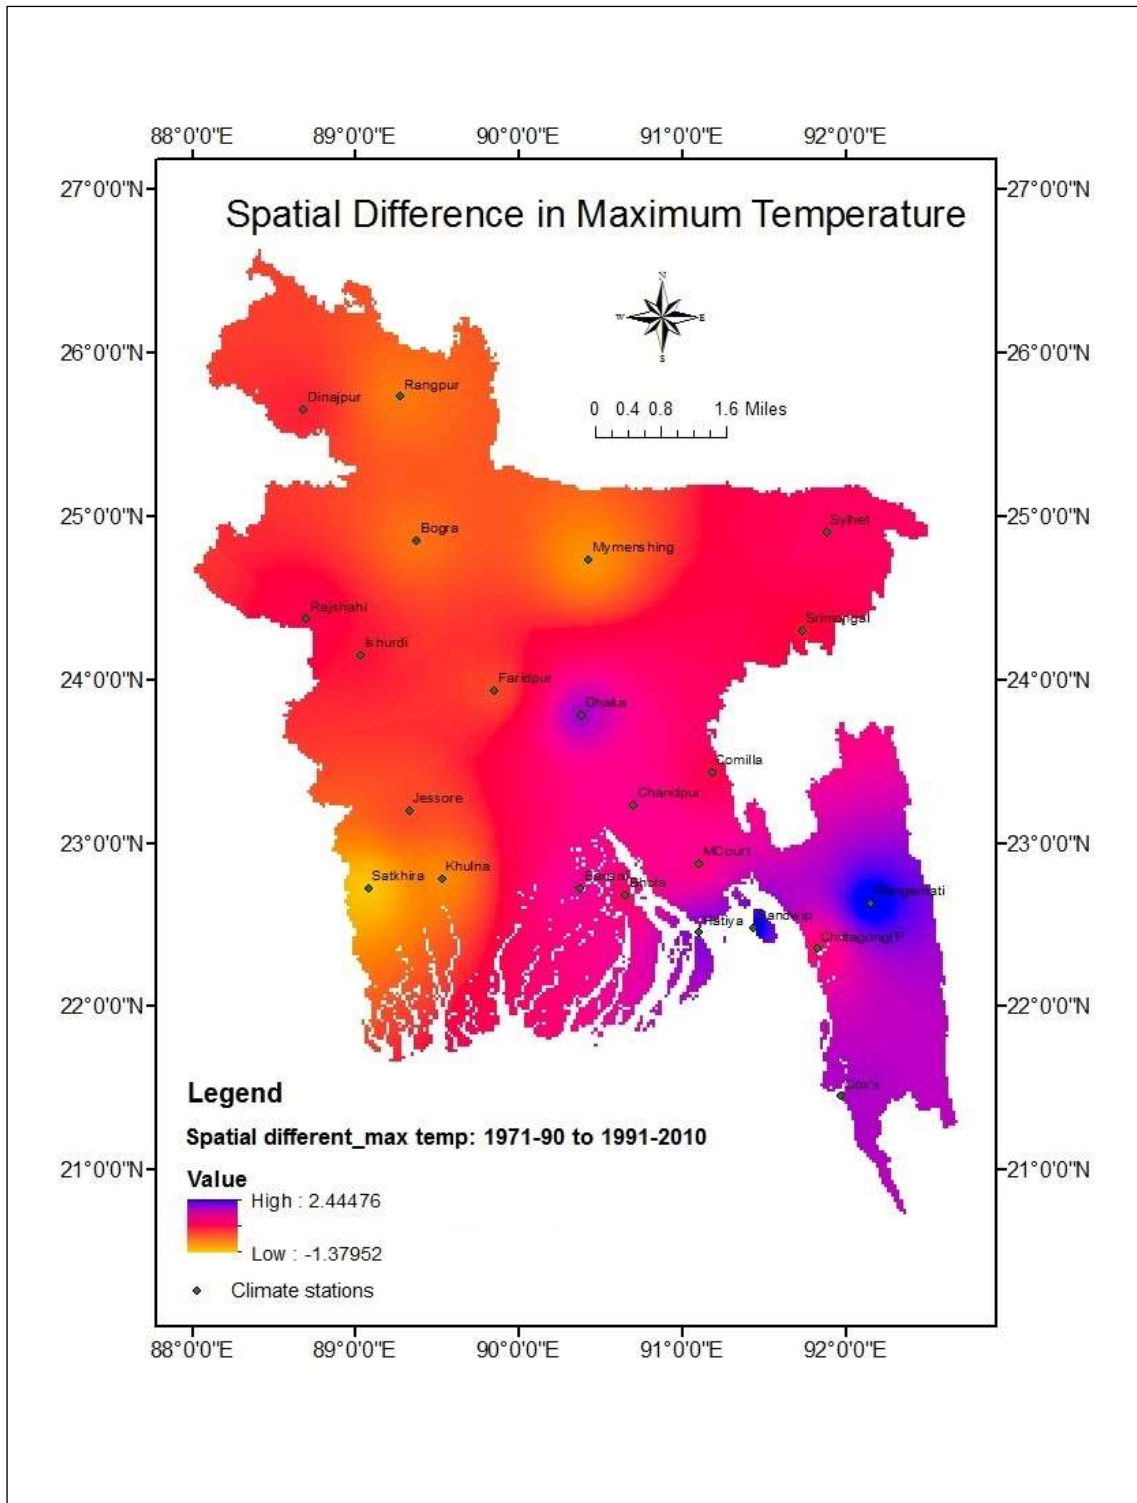 88°0'0"E 89°0'0"E 90°0'0"E 91°0'0"E 92°0'0"E
27°0'0"N 27°0'0"N
Spatial Difference in Maximum Temperature
N
W E
S
26°0'0"N 26°0'0"N
Rangpur
Dinajpur
0 0.4 0.8 1.6 Miles
25°0'0"N 25°0'0"N
Sylhet
Bogra
Mymenshing
Rajshahi
Srimongal
Ishurdi
24°0'0"N 24°0'0"N
Faridpur
Dhaka
Comilla
Chandpur
Jessore
23°0'0"N 23°0'0"N
MCourt
Khulna
Satkhira
Barisal
Bhola
Rangamati
Hatiya
Sandwip
Chittagong(P
22°0'0"N 22°0'0"N
Cox's
Legend
Spatial different_max temp: 1971-90 to 1991-2010
21°0'0"N 21°0'0"N
Value
High : 2.44476
Low : -1.37952
Climate stations
88°0'0"E 89°0'0"E 90°0'0"E 91°0'0"E 92°0'0"E